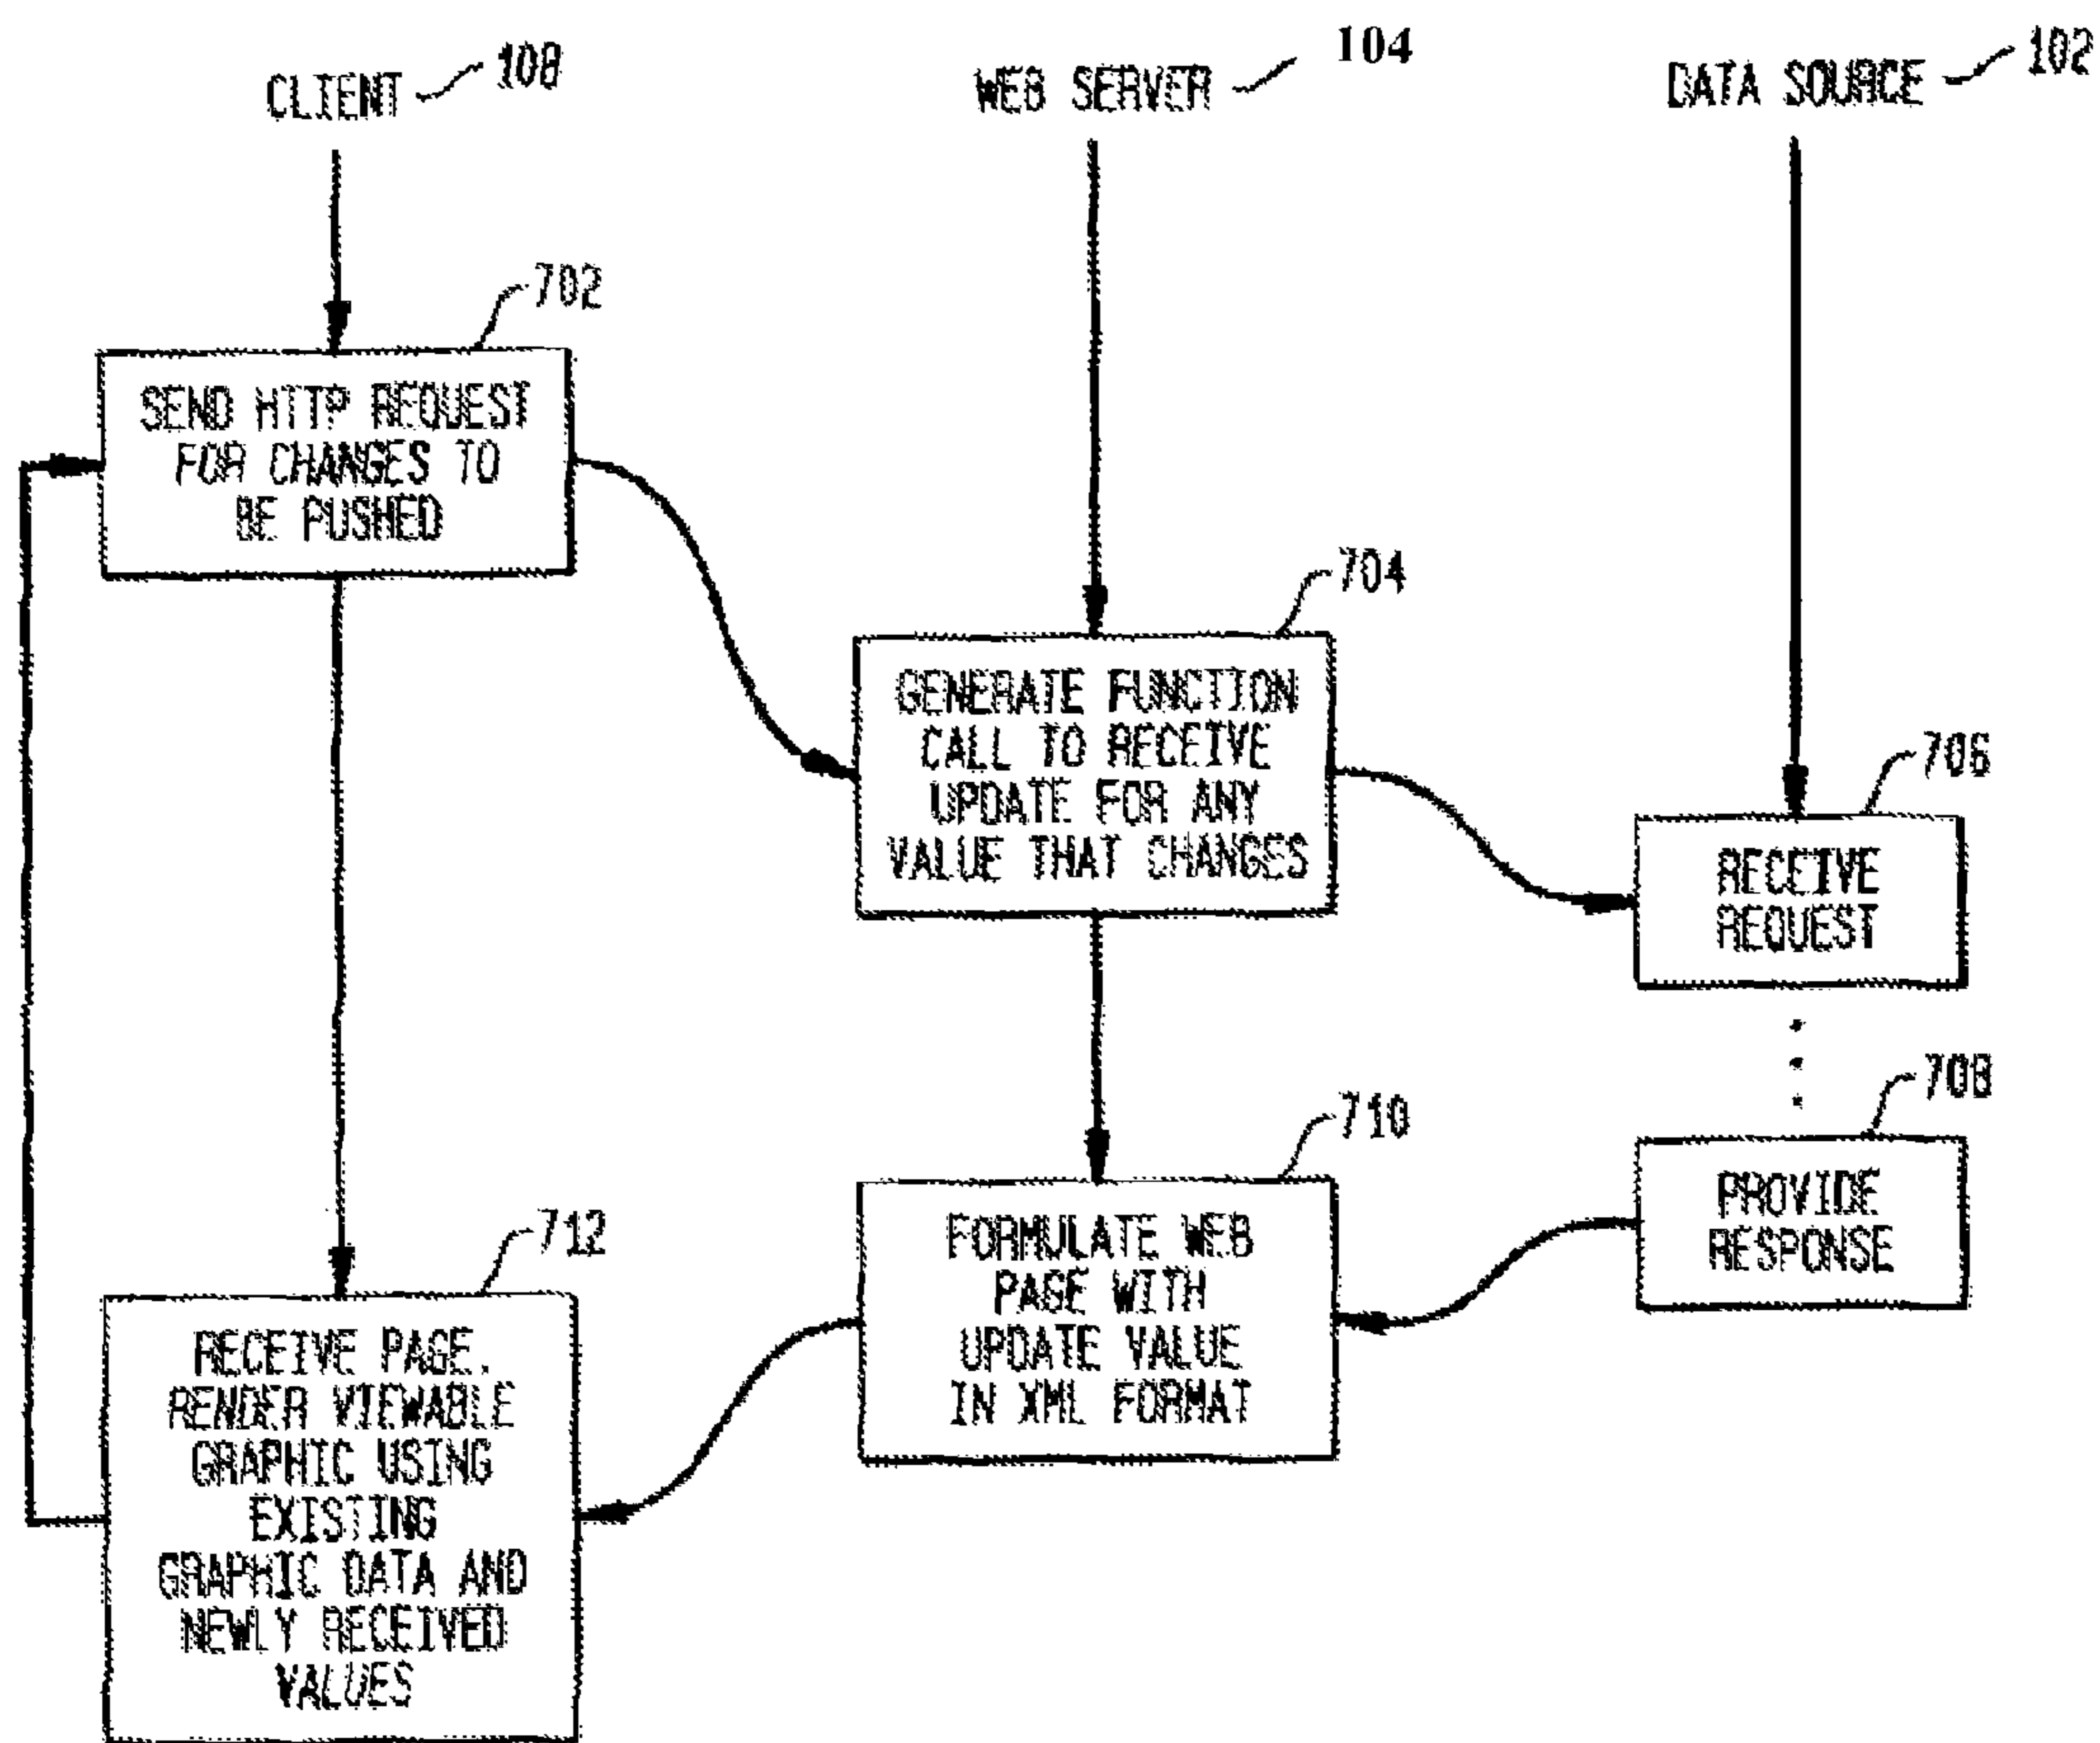 CLIENT 108
WEB SERVER 104
DATA SOURCE 102
702
SEND HTTP REQUEST
FOR CHANGES TO
BE PUSHED
704
GENERATE FUNCTION
CALL TO RECEIVE
UPDATE FOR ANY
VALUE THAT CHANGES
706
RECEIVE
REQUEST
708
PROVIDE
RESPONSE
710
FORMULATE WEB
PAGE WITH
UPDATE VALUE
IN XML FORMAT
712
RECEIVE PAGE.
RENDER VIEWABLE
GRAPHIC USING
EXISTING
GRAPHIC DATA AND
NEWLY RECEIVED
VALUES